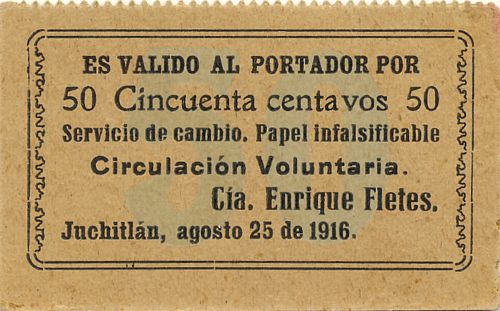 ES VALIDO AL PORTADOR POR
50 Cincuenta centavos 50
Servicio de cambio. Papel infalsificable
Circulación Voluntaria.
Cía. Enrique Fletes.
Juchitlán, agosto 25 de 1916.